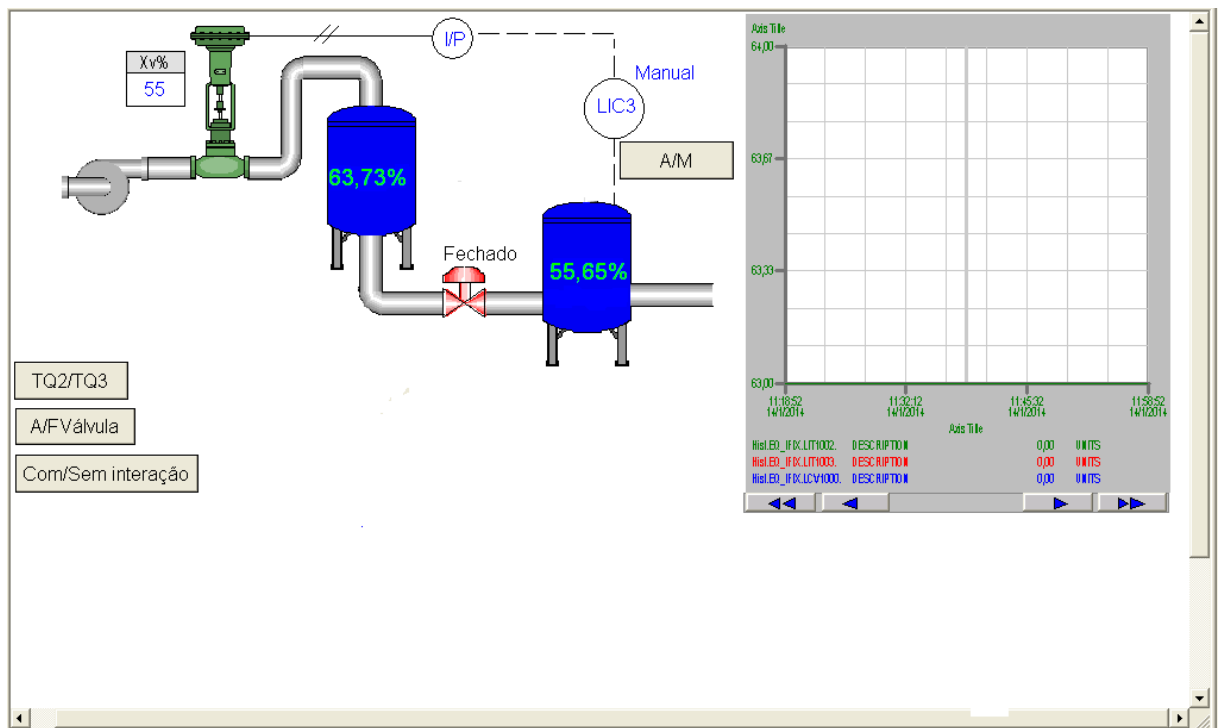 I/P
Xv%
55
Manual
LIC3
A/M
63,73%
Fechado
55,65%
TQ2/TQ3
A/FVálvula
Com/Sem interação
Axis Title
64,00
63,67
63,33
63,00
11:18:52 11:32:12 11:45:32 11:58:52
14/1/2014 14/1/2014 14/1/2014 14/1/2014
Axis Title
Hist.EQ_IFIX.LIT1002. DESCRIPTION 0,00 UNITS
Hist.EQ_IFIX.LIT1003. DESCRIPTION 0,00 UNITS
Hist.EQ_IFIX.LCV1000. DESCRIPTION 0,00 UNITS